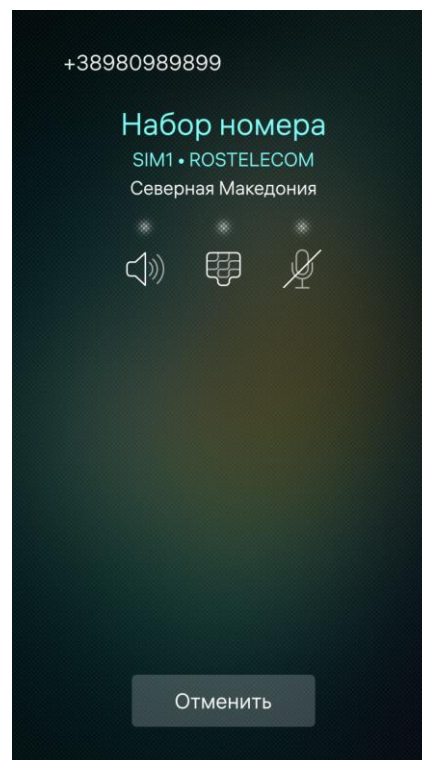 +38980989899
Набор номера
SIM1 • ROSTELECOM
Северная Македония
Отменить